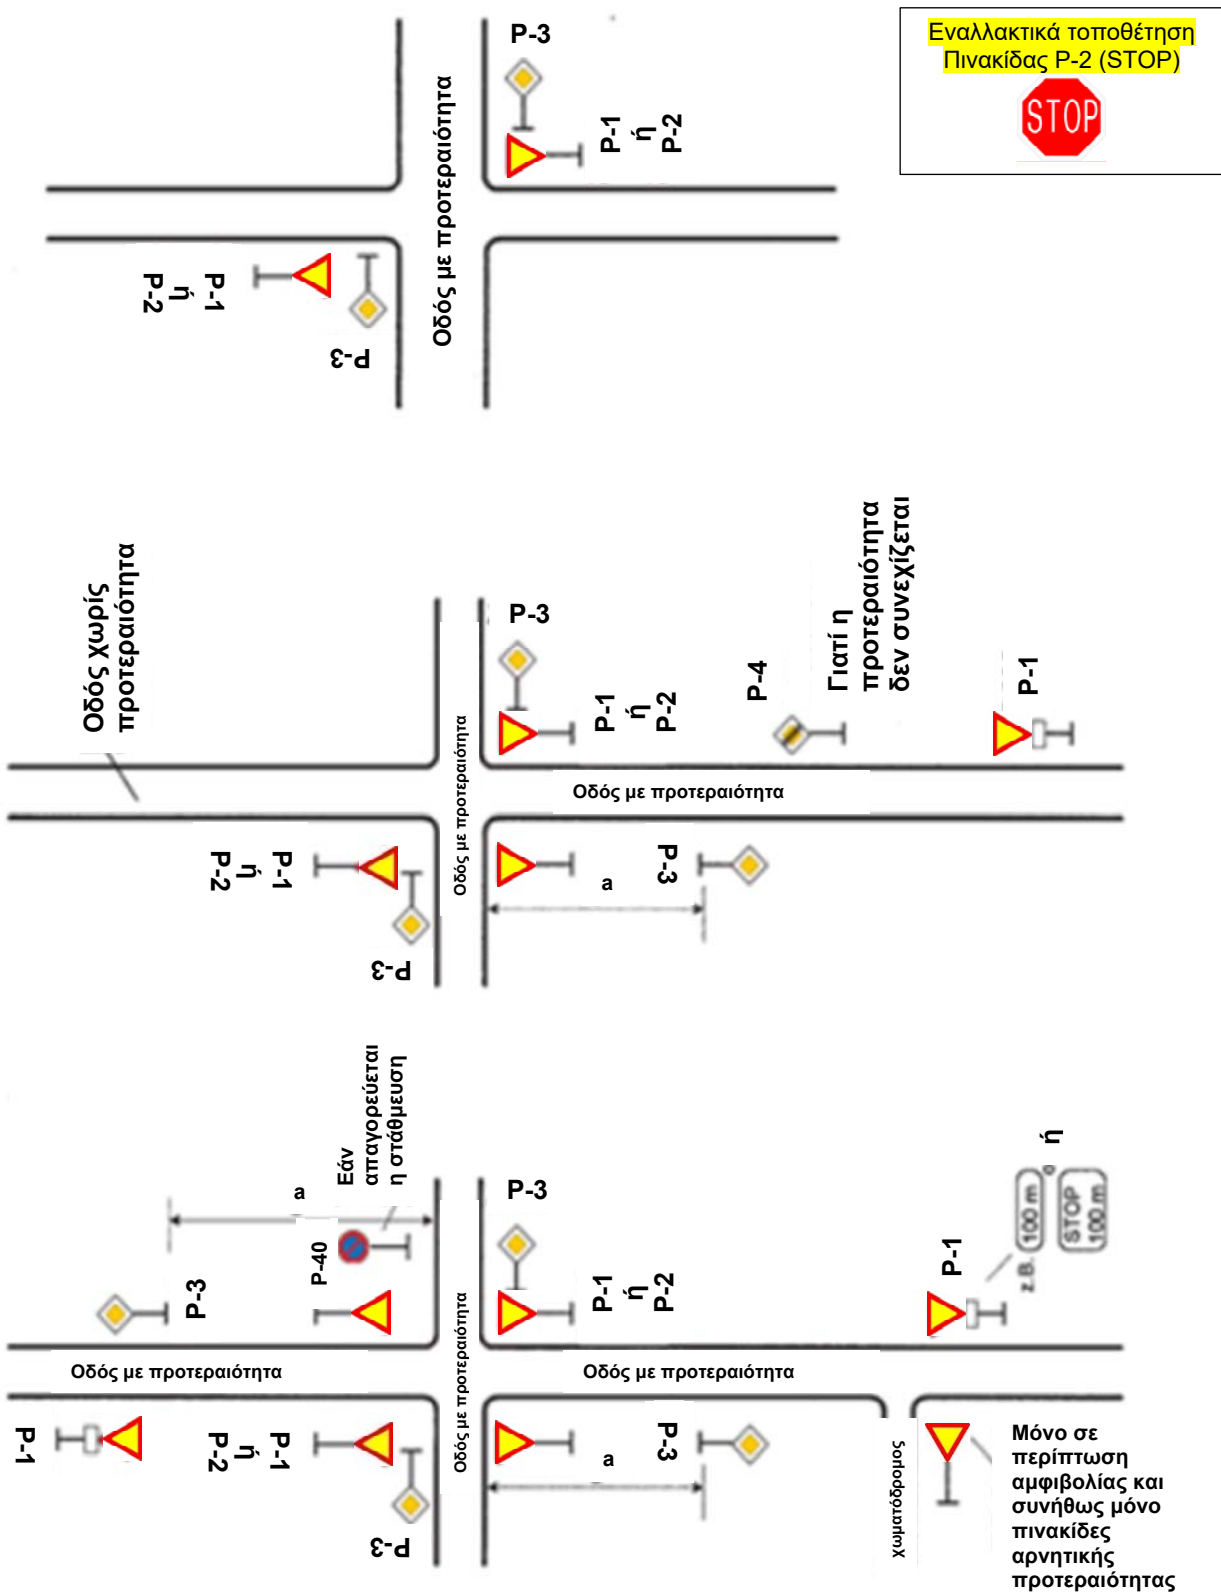 Εναλλακτικά τοποθέτηση
Πινακίδας P-2 (STOP)
STOP
P-3
P-1
ή
P-2
Οδός με προτεραιότητα
P-1
ή
P-2
P-3
Οδός χωρίς
προτεραιότητα
P-3
P-1
ή
P-2
P-4
Γιατί η
προτεραιότητα
δεν συνεχίζεται
P-1
Οδός με προτεραιότητα
Οδός με προτεραιότητα
P-1
ή
P-2
P-3
a
P-3
Εάν
απαγορεύεται
η στάθμευση
a
P-40
P-3
P-3
P-1
ή
P-2
P-1
z.B.
100 m
ή
STOP
100 m
Οδός με προτεραιότητα
Οδός με προτεραιότητα
Οδός με προτεραιότητα
P-1
P-1
ή
P-2
P-3
a
P-3
χωματόδρομος
Μόνο σε
περίπτωση
αμφιβολίας και
συνήθως μόνο
πινακίδες
αρνητικής
προτεραιότητας